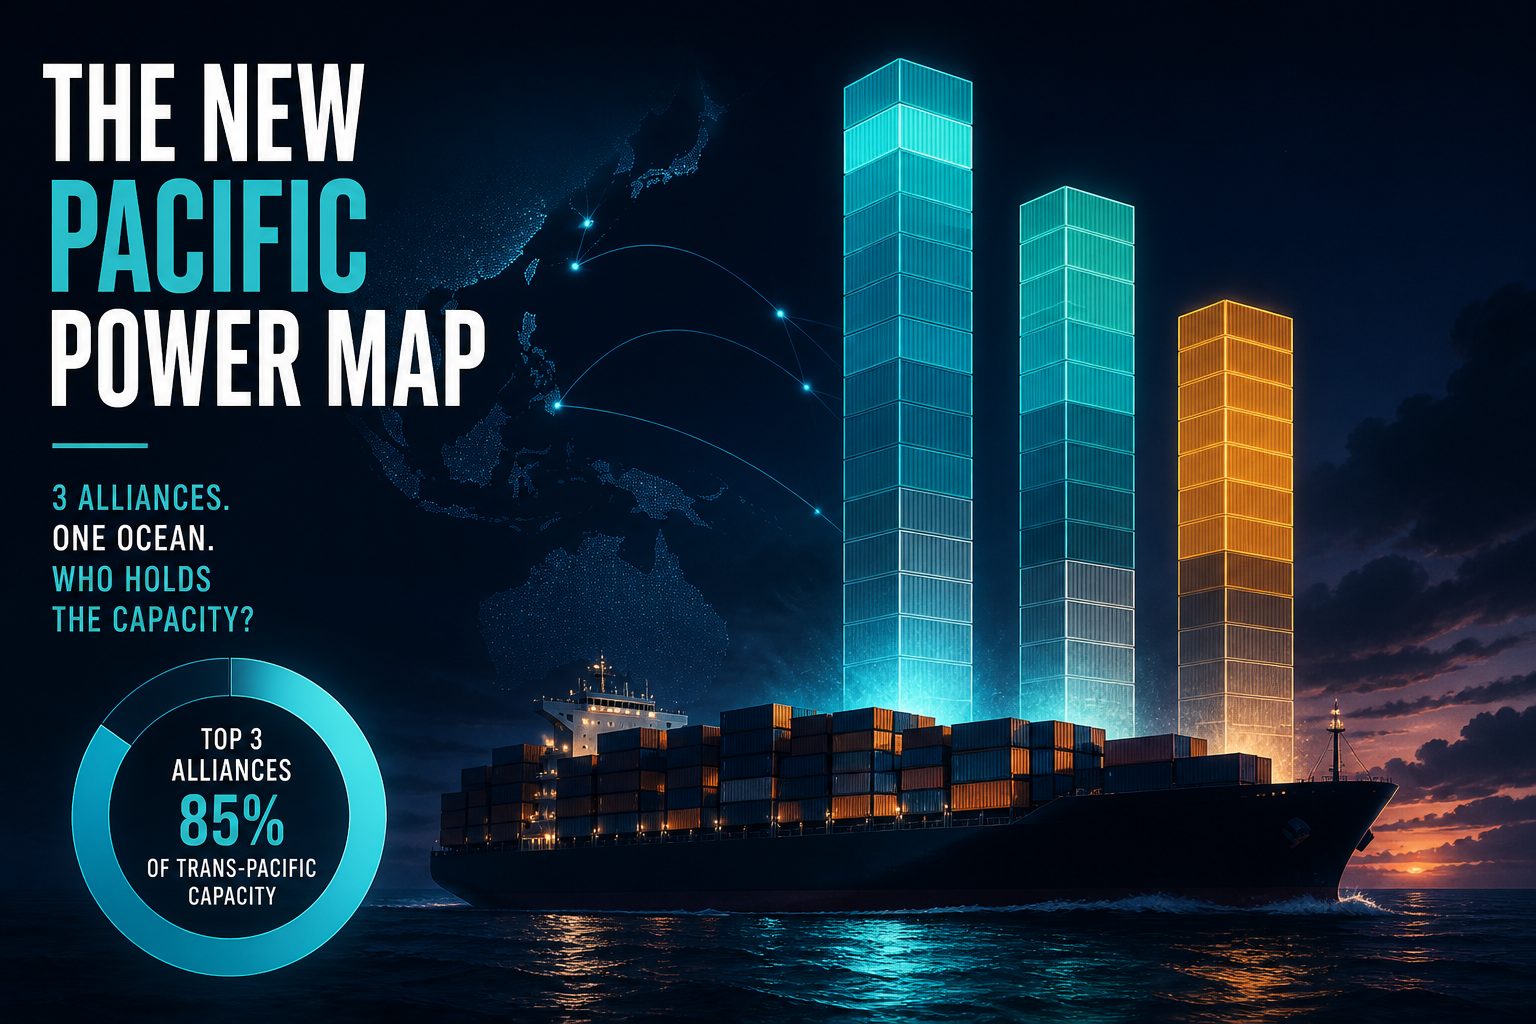 THE NEW
PACIFIC
POWER MAP
3 ALLIANCES.
ONE OCEAN.
WHO HOLDS
THE CAPACITY?
TOP 3
ALLIANCES
85%
OF TRANS-PACIFIC
CAPACITY